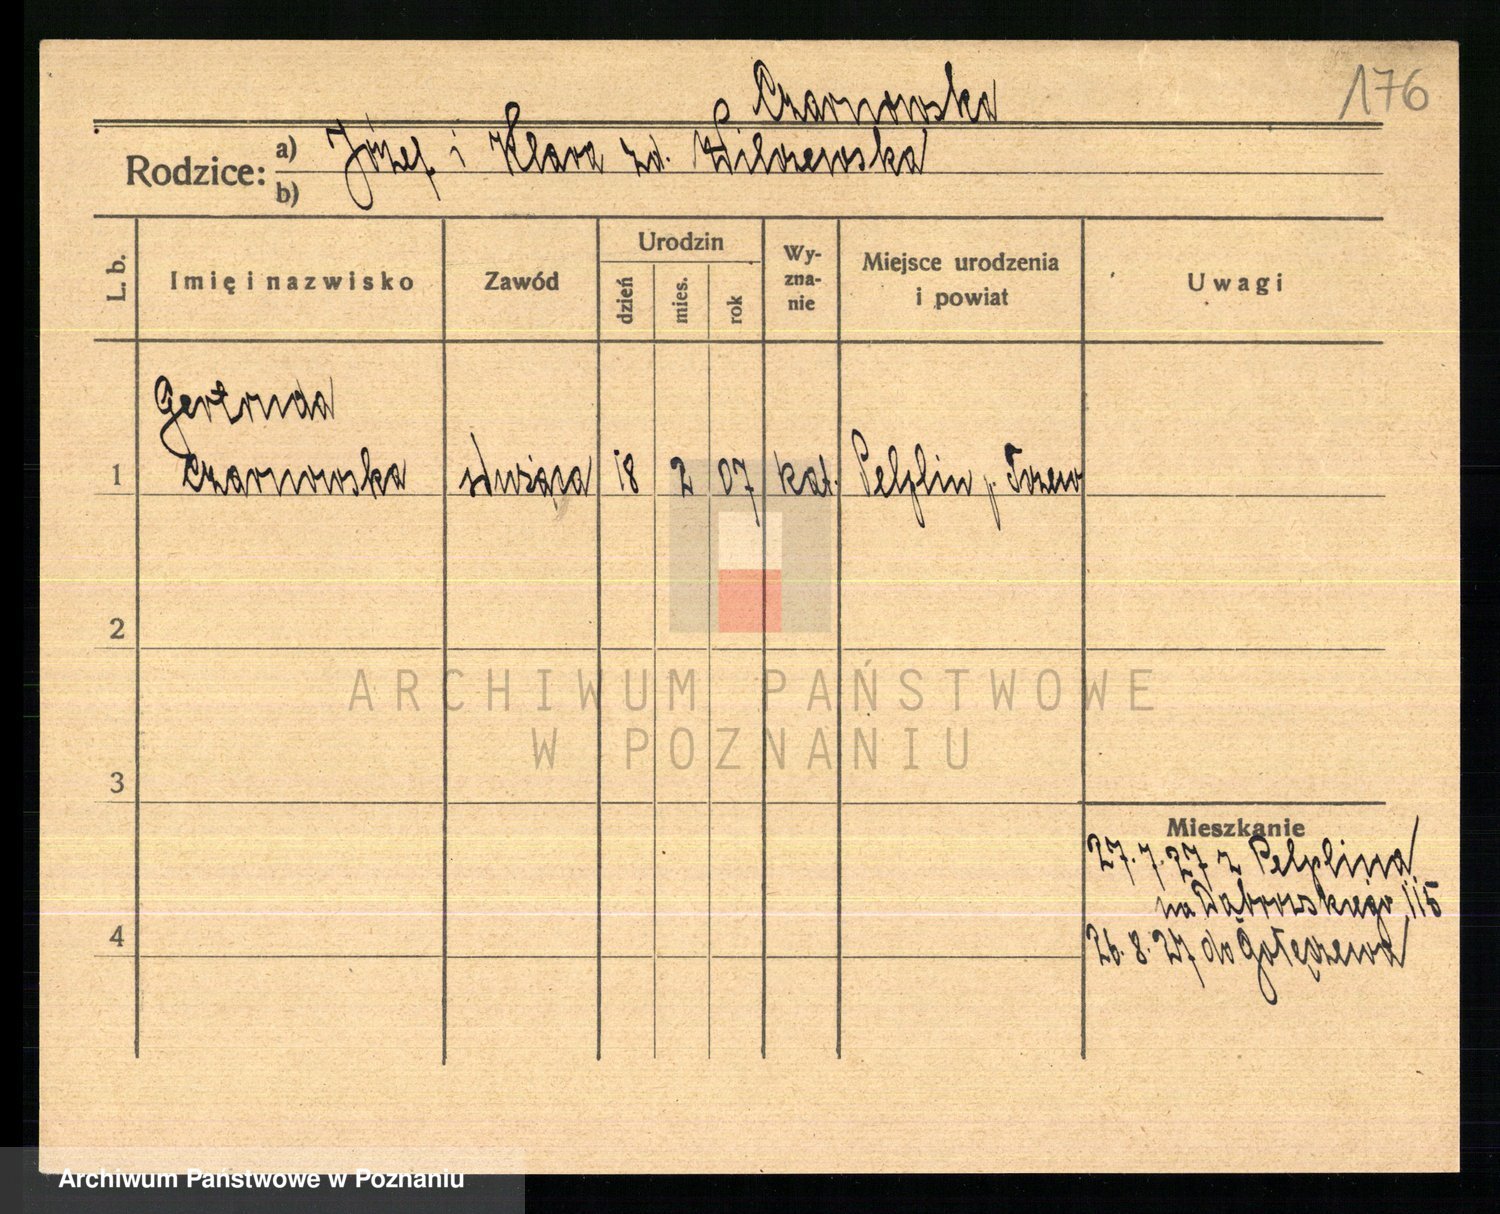 176
Czarnowska
Rodzice: a) Józef i Klara zd. Wilczewska
b)
L. b.
Imię i nazwisko
Zawód
Urodzin
dzień
mies.
rok
Wy-
zna-
nie
Miejsce urodzenia
i powiat
Uwagi
Gertruda
1 Czarnowska służąca 18 2 07 kat. Pelplin p. Tczew
2
ARCHIWUM PAŃSTWOWE
W POZNANIU
3
Mieszkanie
27.7.27 z Pelplina
na Dąbrowskiego 115
4
26.8.27 do Gołęczewa
Archiwum Państwowe w Poznaniu